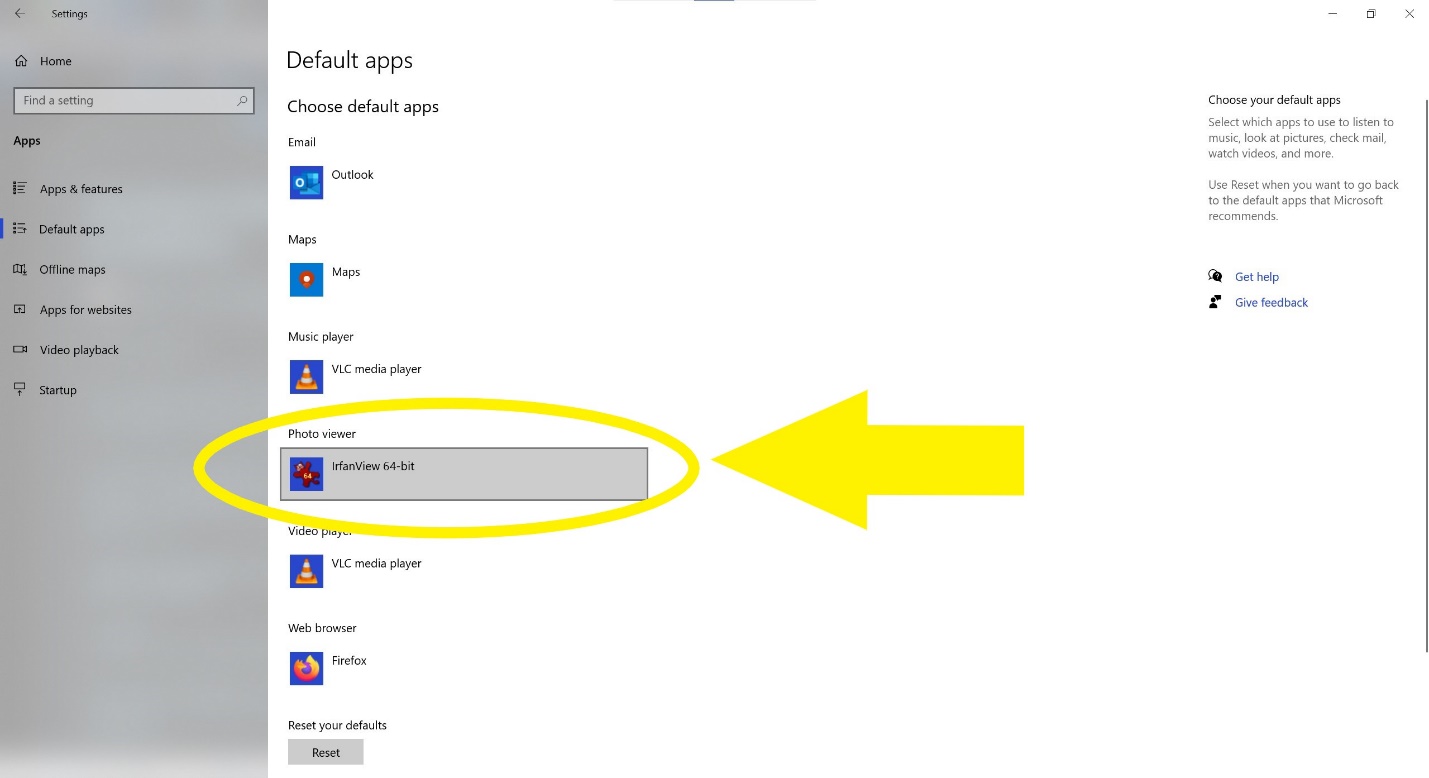 Settings
Home
Find a setting
Apps
Apps & features
Default apps
Offline maps
Apps for websites
Video playback
Startup
Default apps
Choose default apps
Email
Outlook
Maps
Maps
Music player
VLC media player
Photo viewer
64
IrfanView 64-bit
Video player
VLC media player
Web browser
Firefox
Reset your defaults
Reset
Choose your default apps
Select which apps to use to listen to
music, look at pictures, check mail,
watch videos, and more.
Use Reset when you want to go back
to the default apps that Microsoft
recommends.
Get help
Give feedback